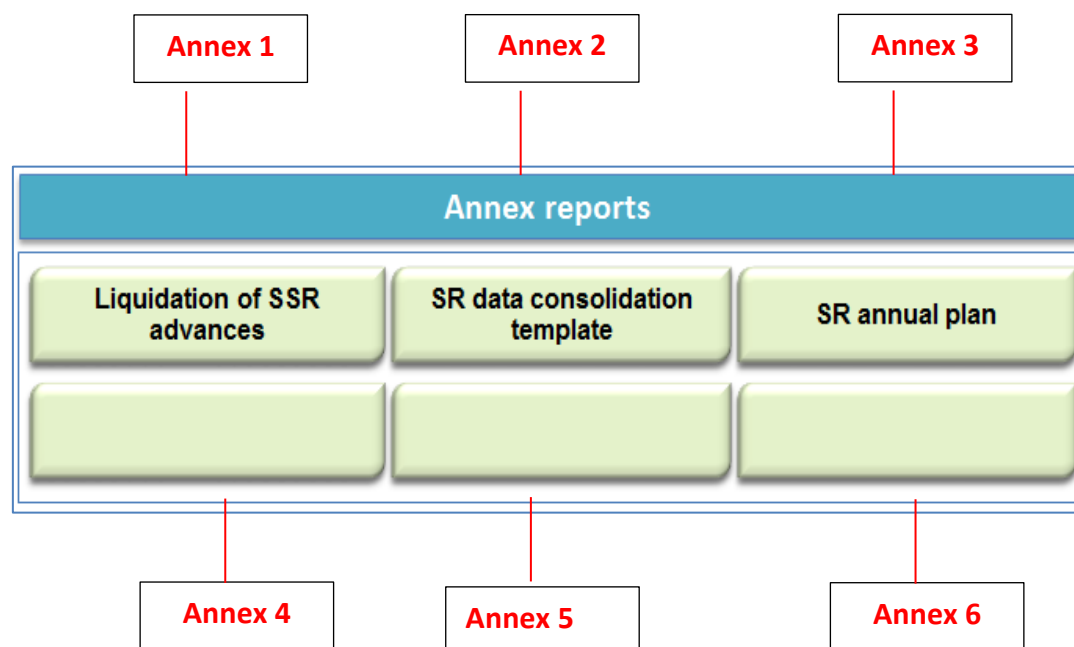 Annex 1
Annex 2
Annex 3
Annex reports
Liquidation of SSR
advances
SR data consolidation
template
SR annual plan
Annex 4
Annex 5
Annex 6